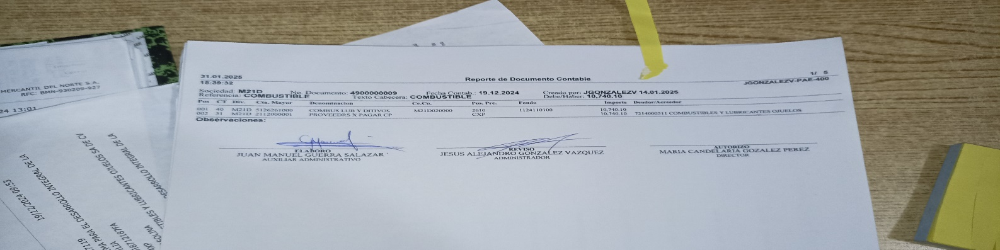 31.01.2025
15:39:32
Reporte de Documento Contable
1/ 5
JGONZALEZV-PAE-400
Sociedad: M21D No. Documento: 4900000009 Fecha Contab.: 19.12.2024 Creado por: JGONZALEZV 14.01.2025
Referencia: COMBUSTIBLE Texto Cabecera: COMBUSTIBLE Debe/Haber: 10,740.10
Pos CT Div. Cta. Mayor Denominacion Ce.Co. Pos. Pre. Fondo Importe Deudor/Acreedor
001 40 M21D 5126261000 COMBUS LUB Y DITIVOS M21D020000 2610 1124110100 10,740.10
002 31 M21D 2112000001 PROVEEDRS X PAGAR CP CXP 10,740.10 7214000511 COMBUSTIBLES Y LUBRICANTES OJUELOS
Observaciones:
ELABORO
JUAN MANUEL GUERRA SALAZAR
AUXILIAR ADMINISTRATIVO
REVISO
JESUS ALEJANDRO GONZALEZ VAZQUEZ
ADMINISTRADOR
AUTORIZO
MARIA CANDELARIA GOZALEZ PEREZ
DIRECTOR
MERCANTIL DEL NORTE S.A.
RFC: BMN-930209-927
24 13:01
DESARROLLO INTEGRAL DE LA
TIBLES Y LUBRICANTES OJUELOS SA DE CV
EMA PARA EL DESARROLLO INTEGRAL DE LA
19/12/2024 09:53